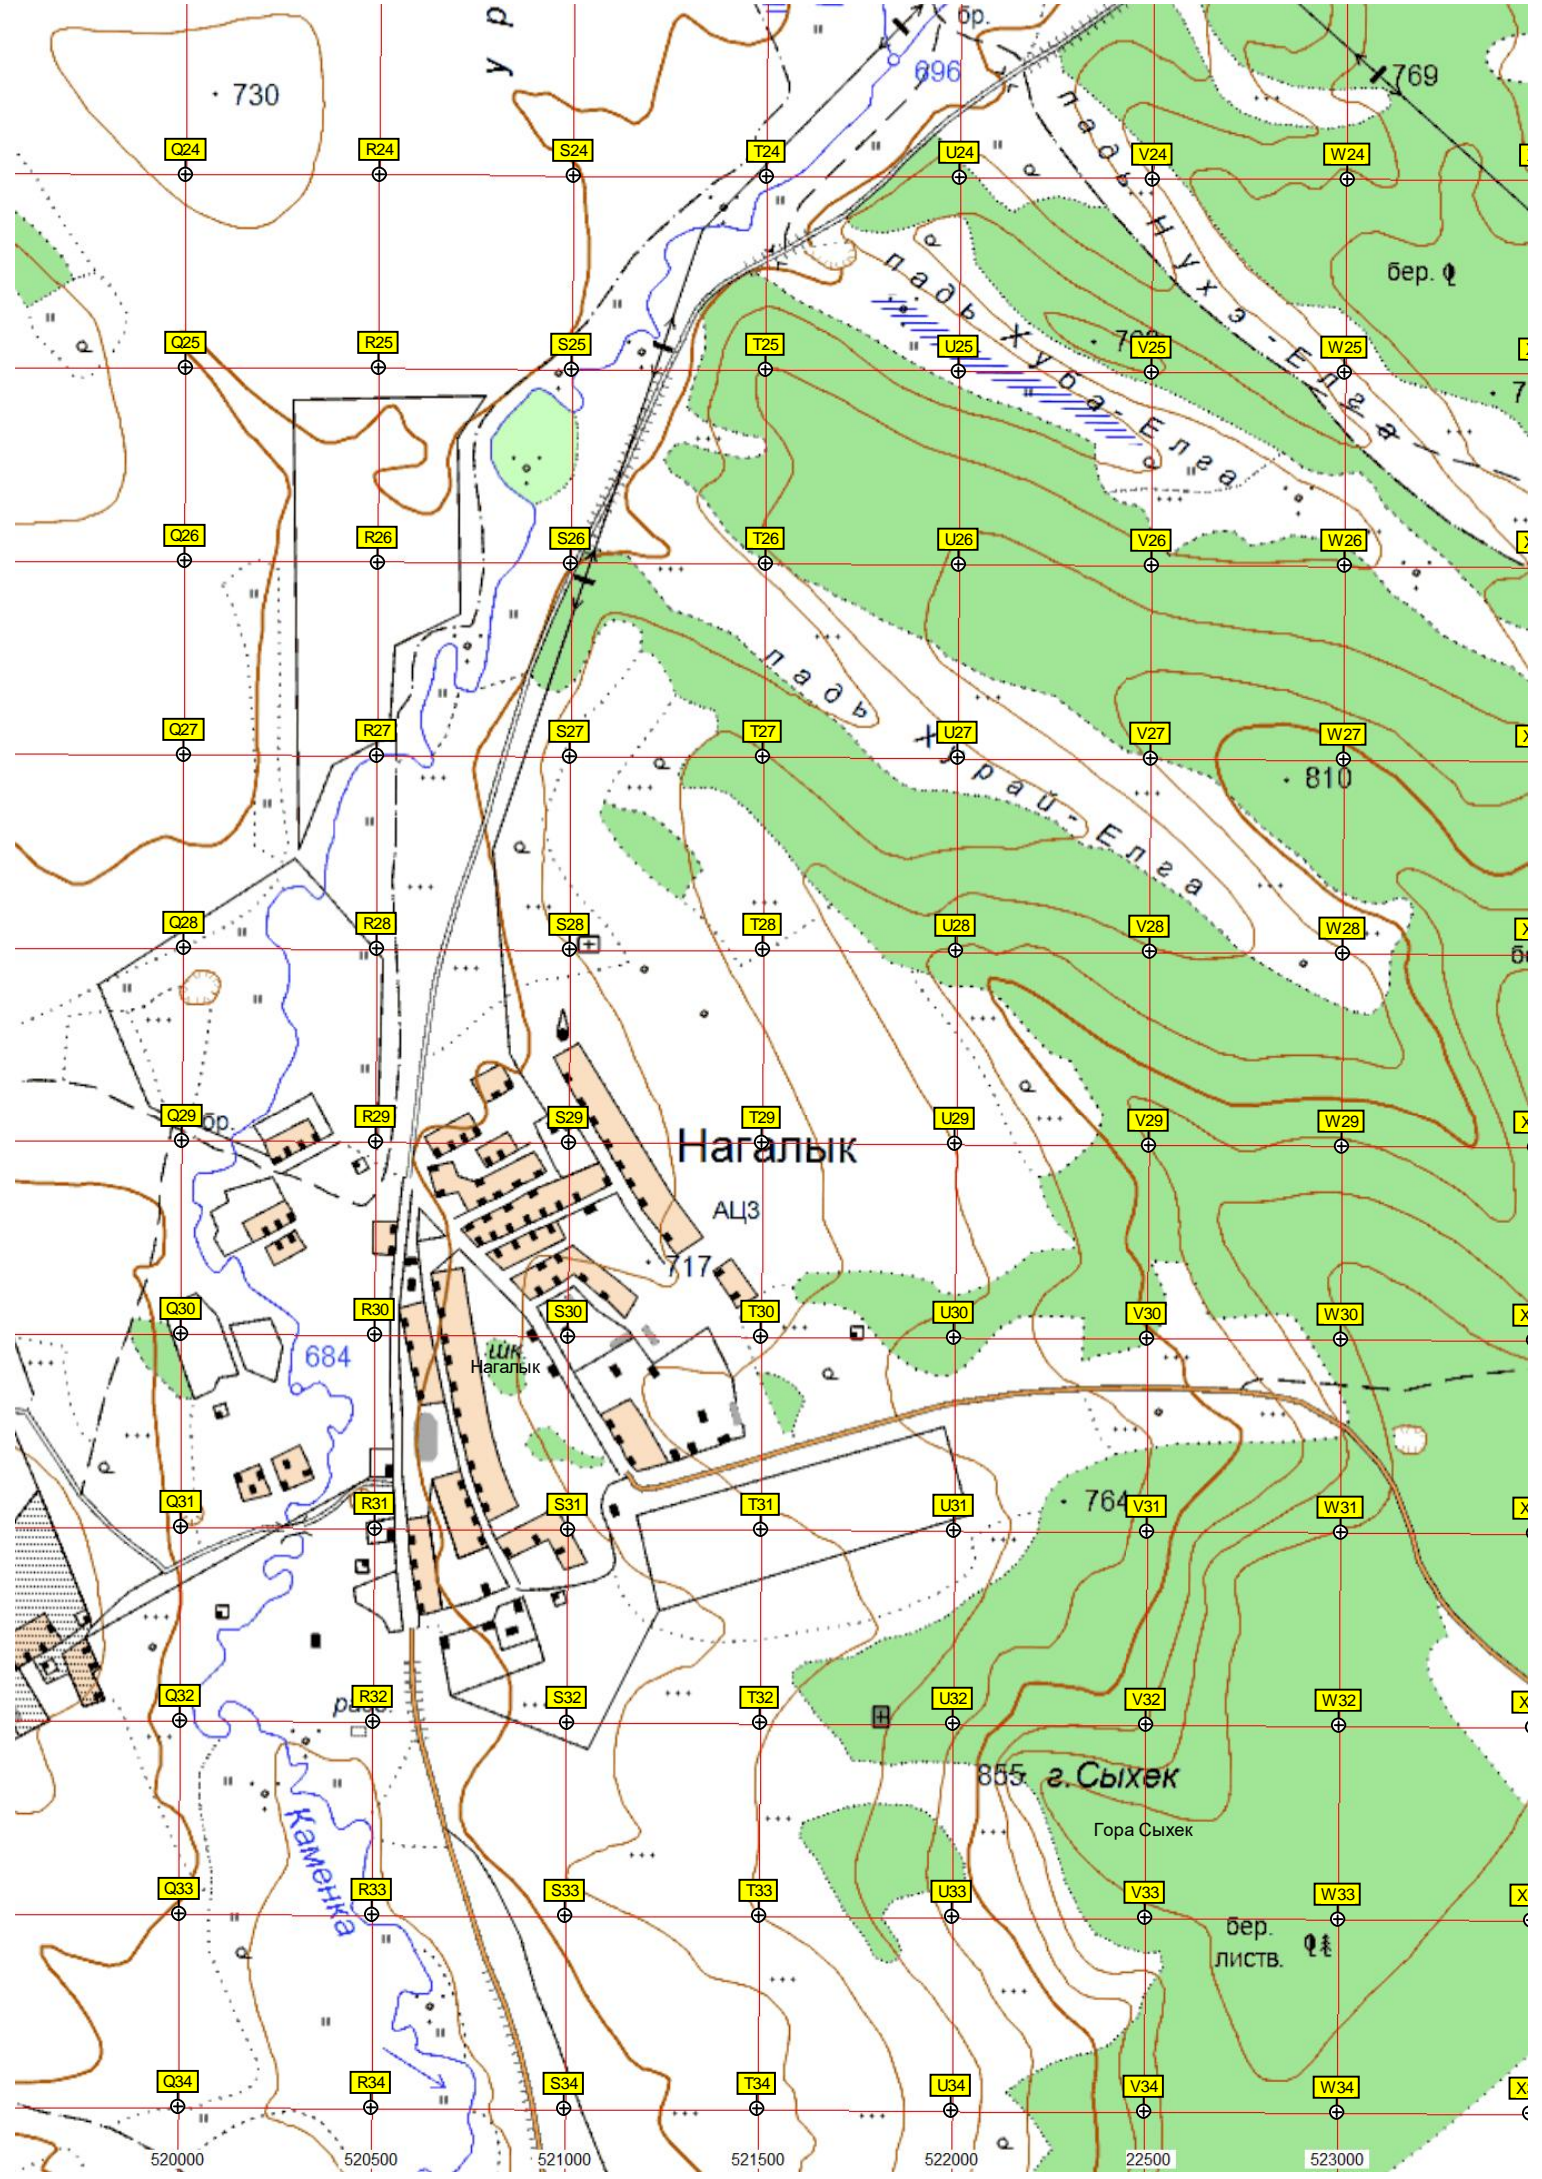 у р
бр.
696
769
730
падь Нухэ-Елга
Q24 R24 S24 T24 U24 V24 W24
падь Хуба-Елга
бер.
Q25 R25 S25 T25 U25 V25 W25
Q26 R26 S26 T26 U26 V26 W26
падь Хурай-Елга
Q27 R27 S27 T27 U27 V27 W27
810
Q28 R28 S28 T28 U28 V28 W28
бр.
Q29 R29 S29 T29 U29 V29 W29
Нагалык
АЦЗ
717
Q30 R30 S30 T30 U30 V30 W30
684
шк.
Нагалык
764
Q31 R31 S31 T31 U31 V31 W31
Q32 R32 S32 T32 U32 V32 W32
855 г.Сыхек
Гора Сыхек
Каменка
Q33 R33 S33 T33 U33 V33 W33
бер.
листв.
Q34 R34 S34 T34 U34 V34 W34
520000 520500 521000 521500 522000 22500 523000